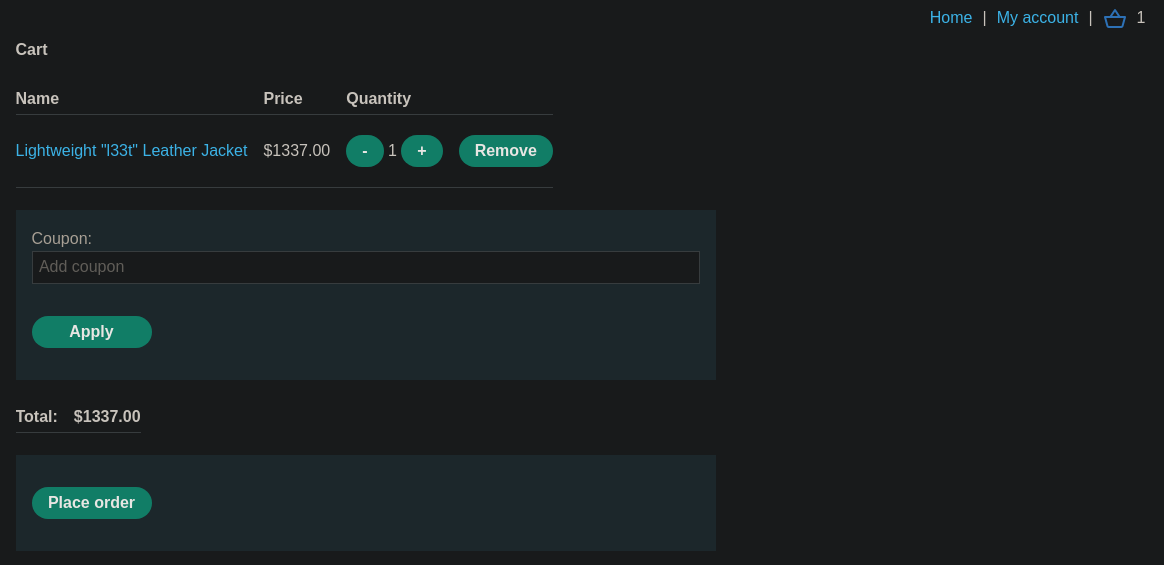 Home | My account | 1
Cart
Name Price Quantity
Lightweight "l33t" Leather Jacket $1337.00 - 1 + Remove
Coupon:
Add coupon
Apply
Total: $1337.00
Place order